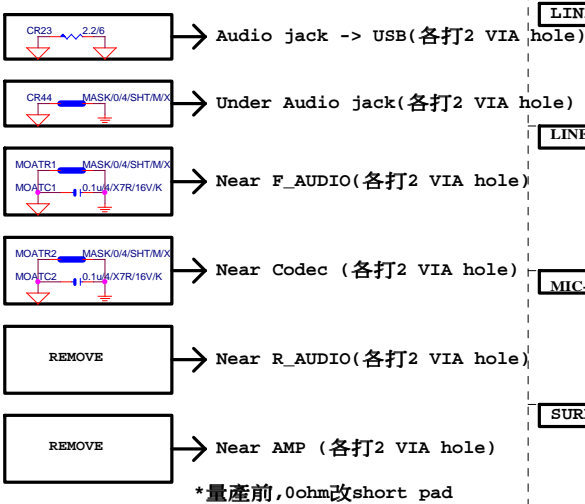 LIN
CR23 2.2/6
Audio jack -> USB(各打2 VIA hole)
CR44 MASK/0/4/SHT/M/X
Under Audio jack(各打2 VIA hole)
LINE
MOATR1 MASK/0/4/SHT/M/X
MOATC1 0.1u/4/X7R/16V/K
Near F_AUDIO(各打2 VIA hole)
MOATR2 MASK/0/4/SHT/M/X
MOATC2 0.1u/4/X7R/16V/K
Near Codec (各打2 VIA hole)
MIC-
REMOVE
Near R_AUDIO(各打2 VIA hole)
SUR
REMOVE
Near AMP (各打2 VIA hole)
*量產前,0ohm改short pad